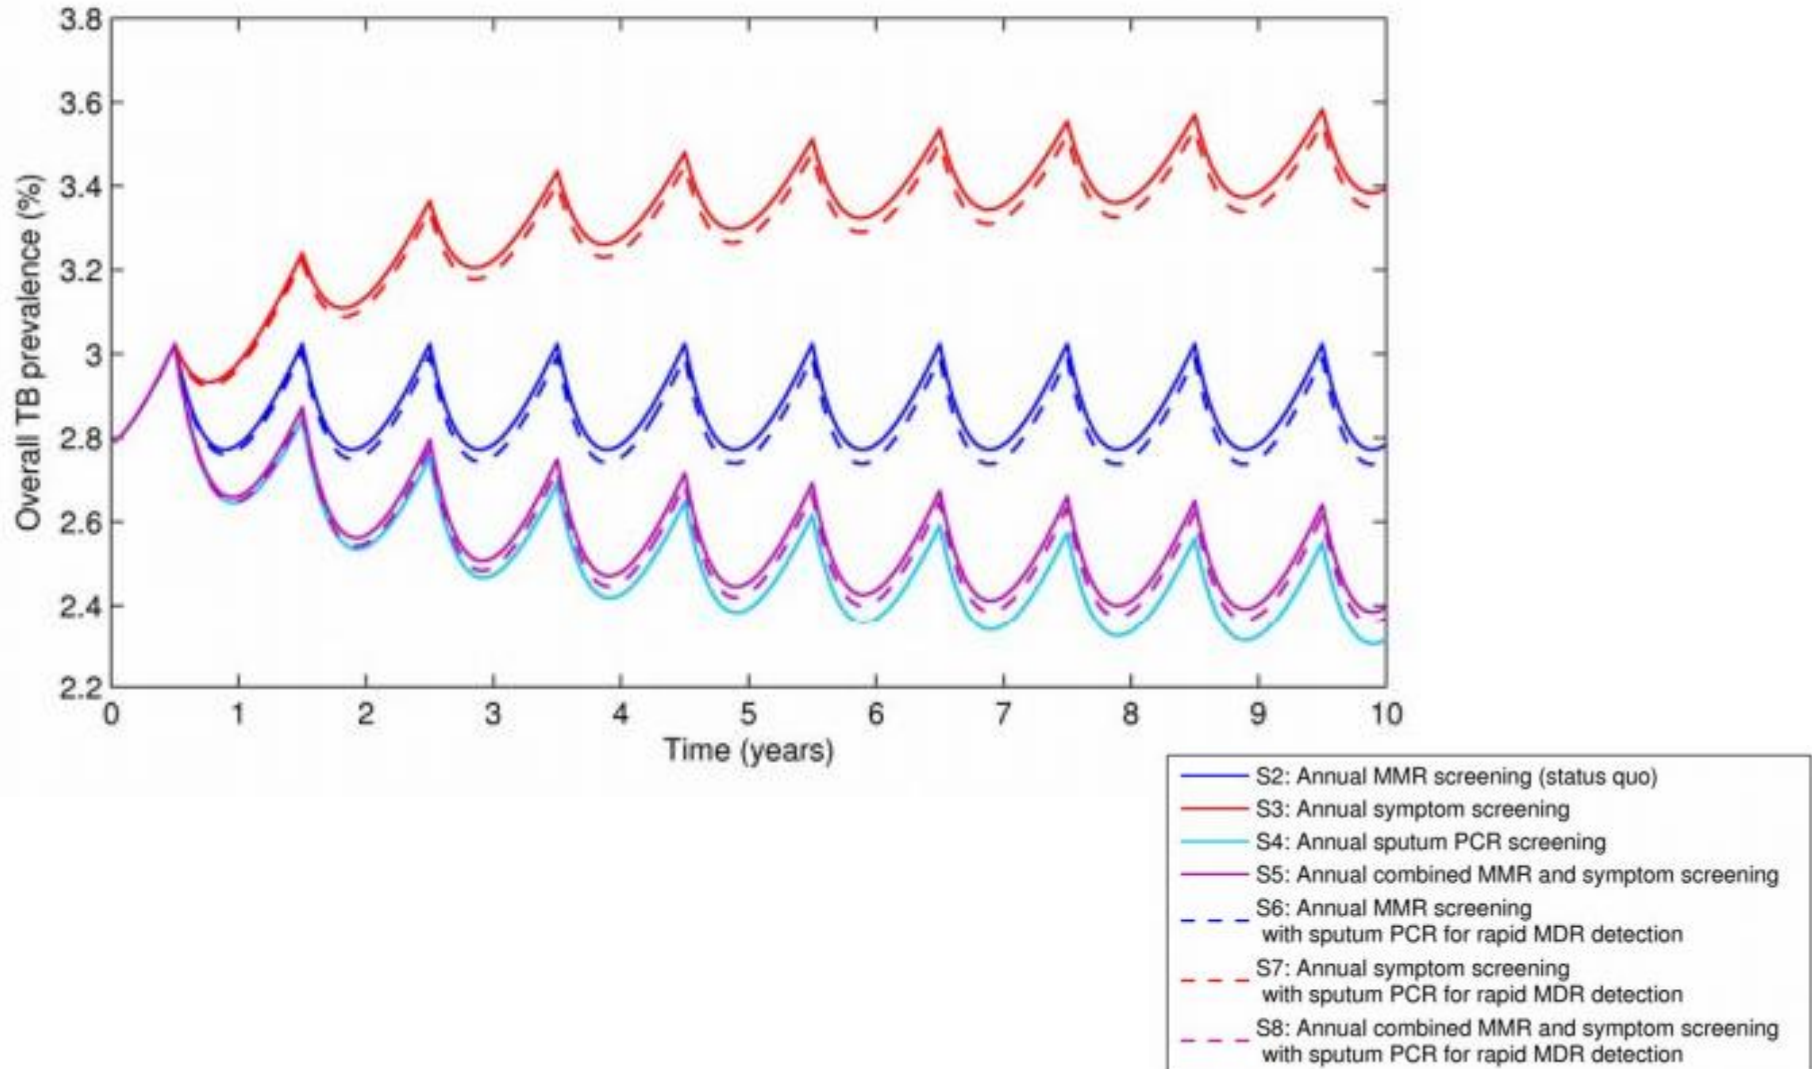 3.8
3.6
3.4
3.2
3
2.8
2.6
2.4
2.2
Overall TB prevalence (%)
0 1 2 3 4 5 6 7 8 9 10
Time (years)
S2: Annual MMR screening (status quo)
S3: Annual symptom screening
S4: Annual sputum PCR screening
S5: Annual combined MMR and symptom screening
S6: Annual MMR screening
with sputum PCR for rapid MDR detection
S7: Annual symptom screening
with sputum PCR for rapid MDR detection
S8: Annual combined MMR and symptom screening
with sputum PCR for rapid MDR detection